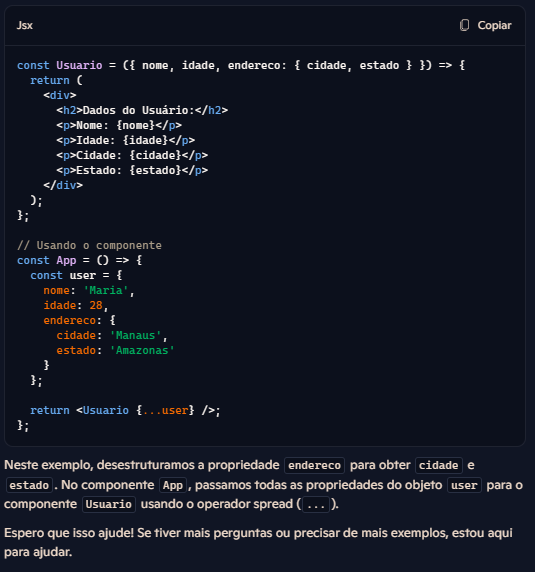 Jsx
Copiar
const Usuario = ({ nome, idade, endereco: { cidade, estado } }) => {
  return (
    <div>
      <h2>Dados do Usuário:</h2>
      <p>Nome: {nome}</p>
      <p>Idade: {idade}</p>
      <p>Cidade: {cidade}</p>
      <p>Estado: {estado}</p>
    </div>
  );
};
// Usando o componente
const App = () => {
  const user = {
    nome: 'Maria',
    idade: 28,
    endereco: {
      cidade: 'Manaus',
      estado: 'Amazonas'
    }
  };
  return <Usuario {...user} />;
};
Neste exemplo, desestruturamos a propriedade endereco para obter cidade e
estado. No componente App, passamos todas as propriedades do objeto user para o
componente Usuario usando o operador spread (...).
Espero que isso ajude! Se tiver mais perguntas ou precisar de mais exemplos, estou aqui
para ajudar.